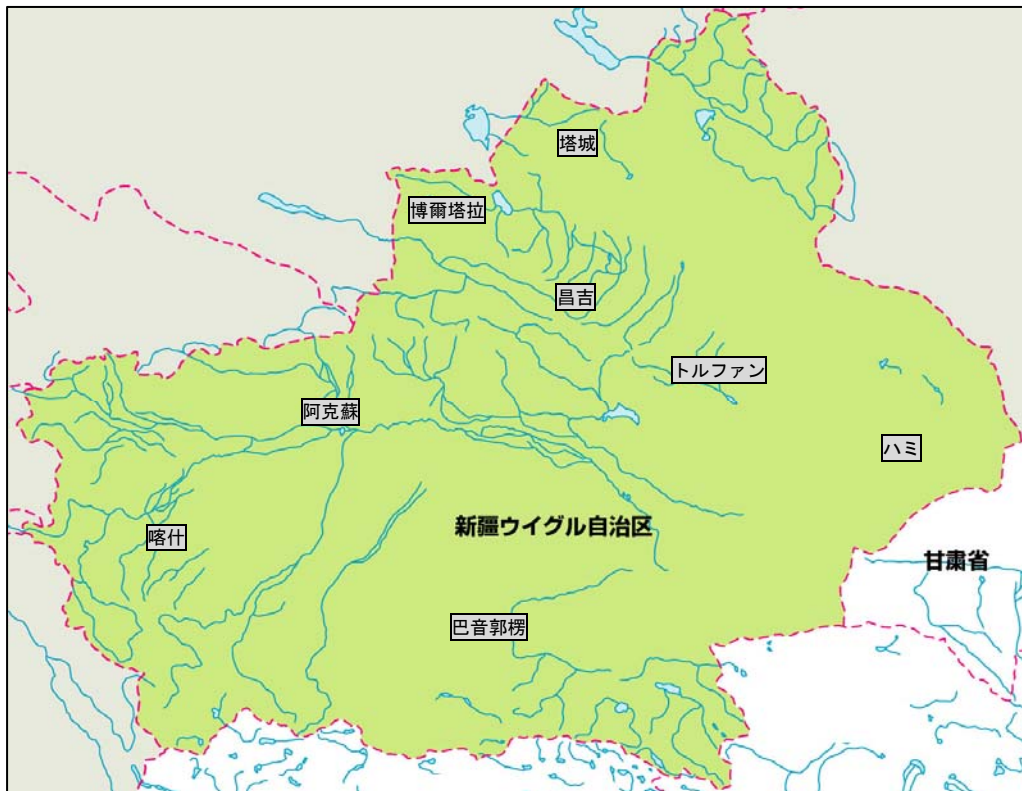 塔城
博爾塔拉
昌吉
トルファン
阿克蘇
ハミ
新疆ウイグル自治区
喀什
甘粛省
巴音郭楞